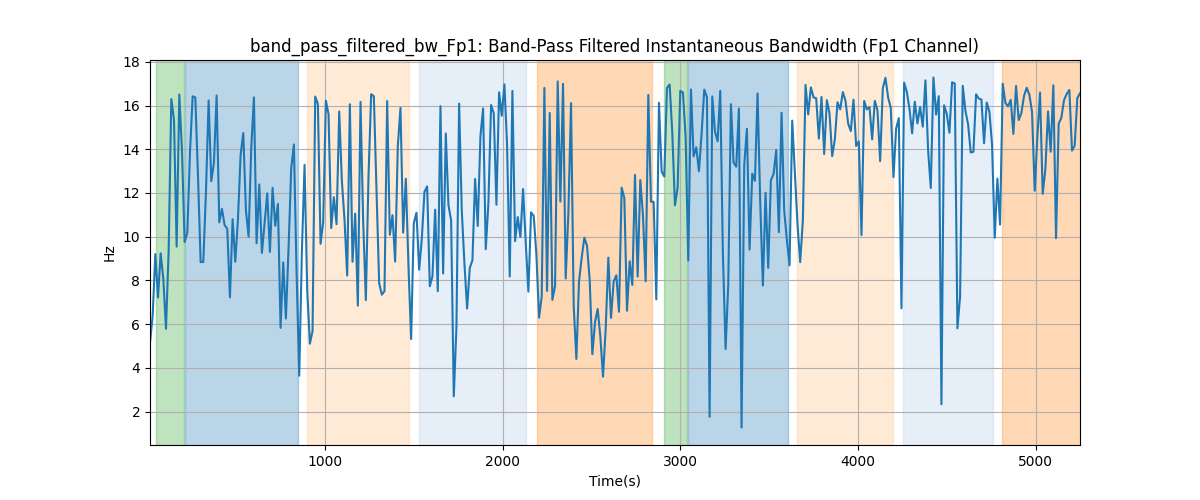 band_pass_filtered_bw_Fp1: Band-Pass Filtered Instantaneous Bandwidth (Fp1 Channel)
18
16
14
12
10
8
6
4
2
Hz
1000 2000 3000 4000 5000
Time(s)